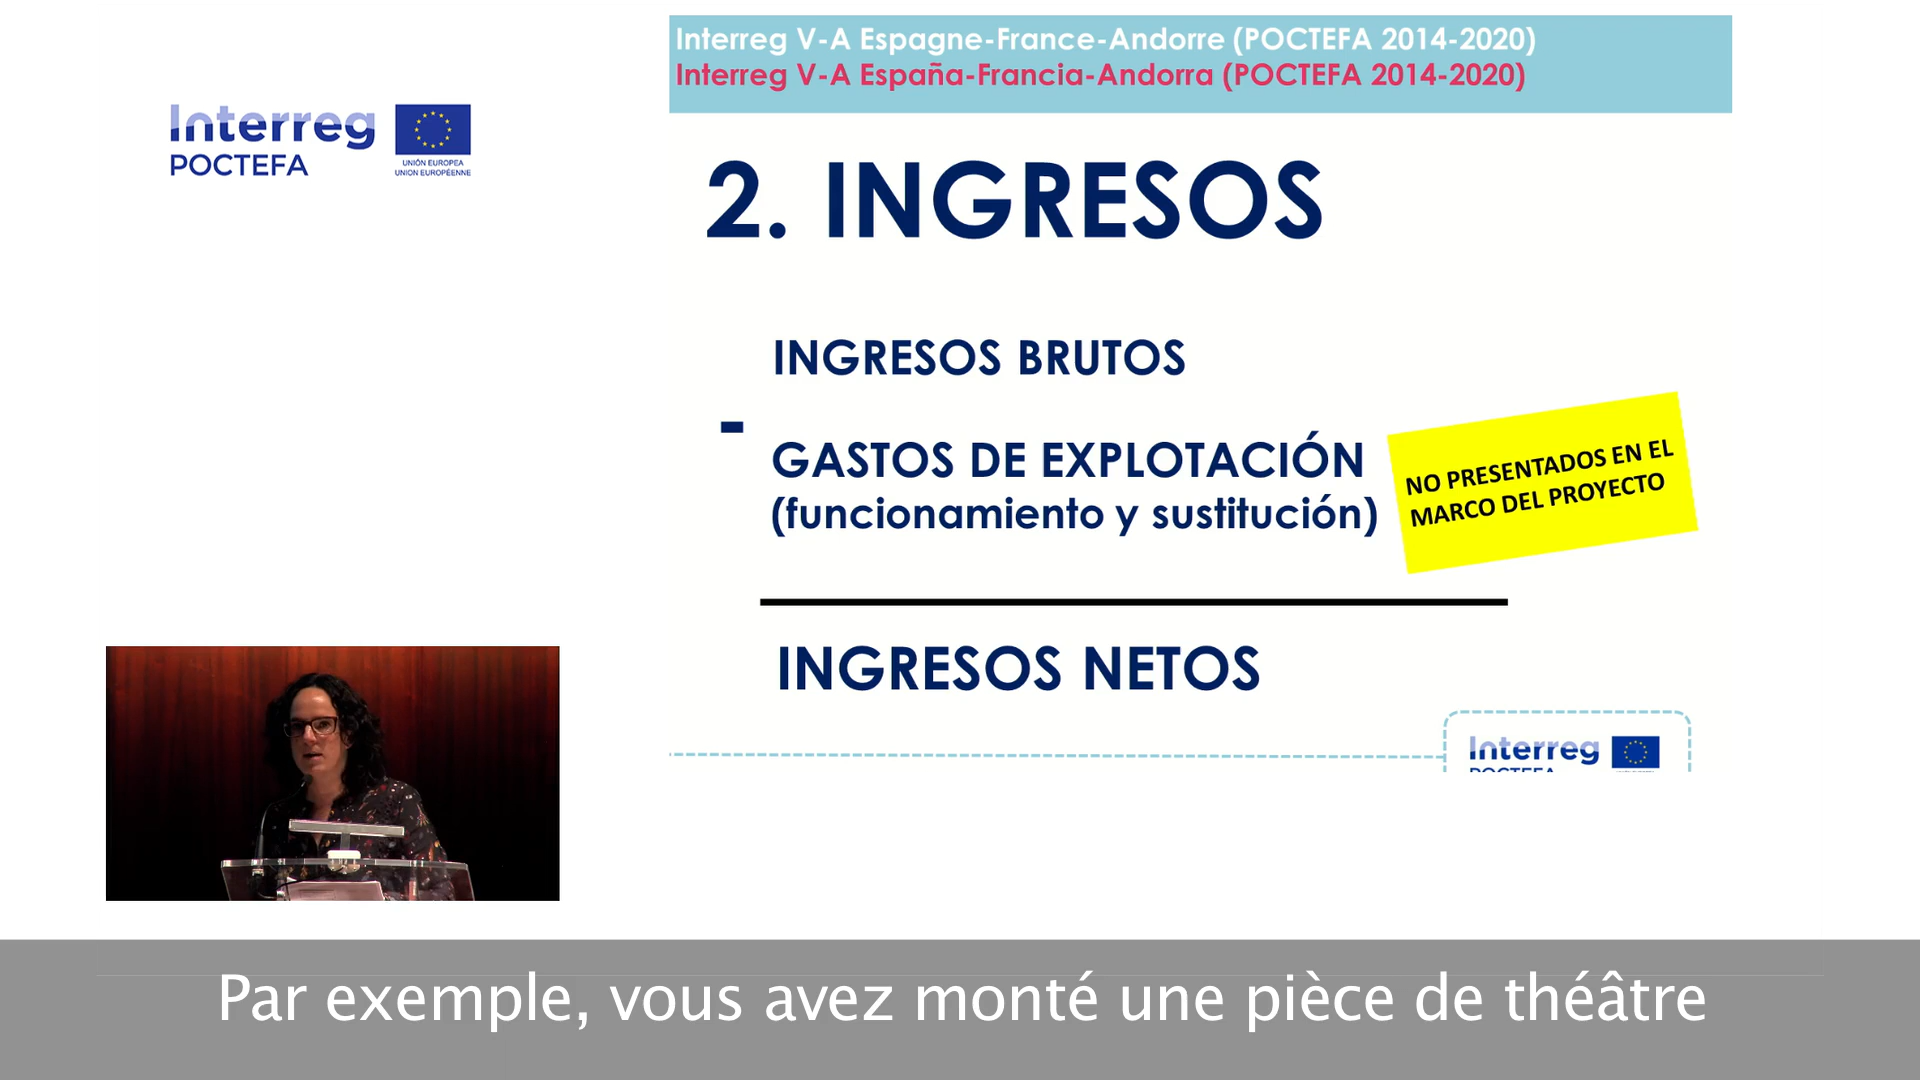 Interreg V-A Espagne-France-Andorre (POCTEFA 2014-2020)
Interreg V-A España-Francia-Andorra (POCTEFA 2014-2020)
Interreg
POCTEFA
UNIÓN EUROPEA
UNION EUROPÉENNE
2. INGRESOS
INGRESOS BRUTOS
-
GASTOS DE EXPLOTACIÓN
(funcionamiento y sustitución)
NO PRESENTADOS EN EL
MARCO DEL PROYECTO
INGRESOS NETOS
Interreg
POCTEFA
Par exemple, vous avez monté une pièce de théâtre